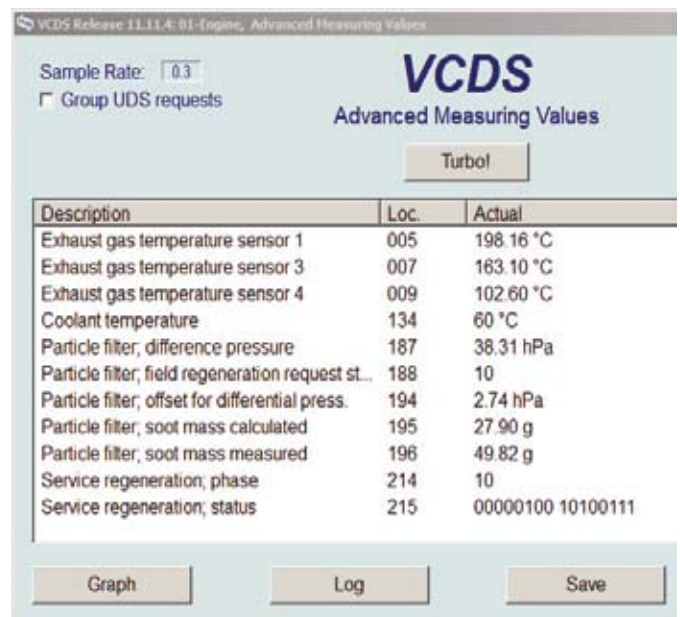 VCDS Release 11.11.4: 01-Engine, Advanced Measuring Values
Sample Rate: 0.3
Group UDS requests
VCDS
Advanced Measuring Values
Turbo!
Description Loc. Actual
Exhaust gas temperature sensor 1 005 198.16 °C
Exhaust gas temperature sensor 3 007 163.10 °C
Exhaust gas temperature sensor 4 009 102.60 °C
Coolant temperature 134 60 °C
Particle filter; difference pressure 187 38.31 hPa
Particle filter; field regeneration request st... 188 10
Particle filter; offset for differential press. 194 2.74 hPa
Particle filter; soot mass calculated 195 27.90 g
Particle filter; soot mass measured 196 49.82 g
Service regeneration; phase 214 10
Service regeneration; status 215 00000100 10100111
Graph Log Save